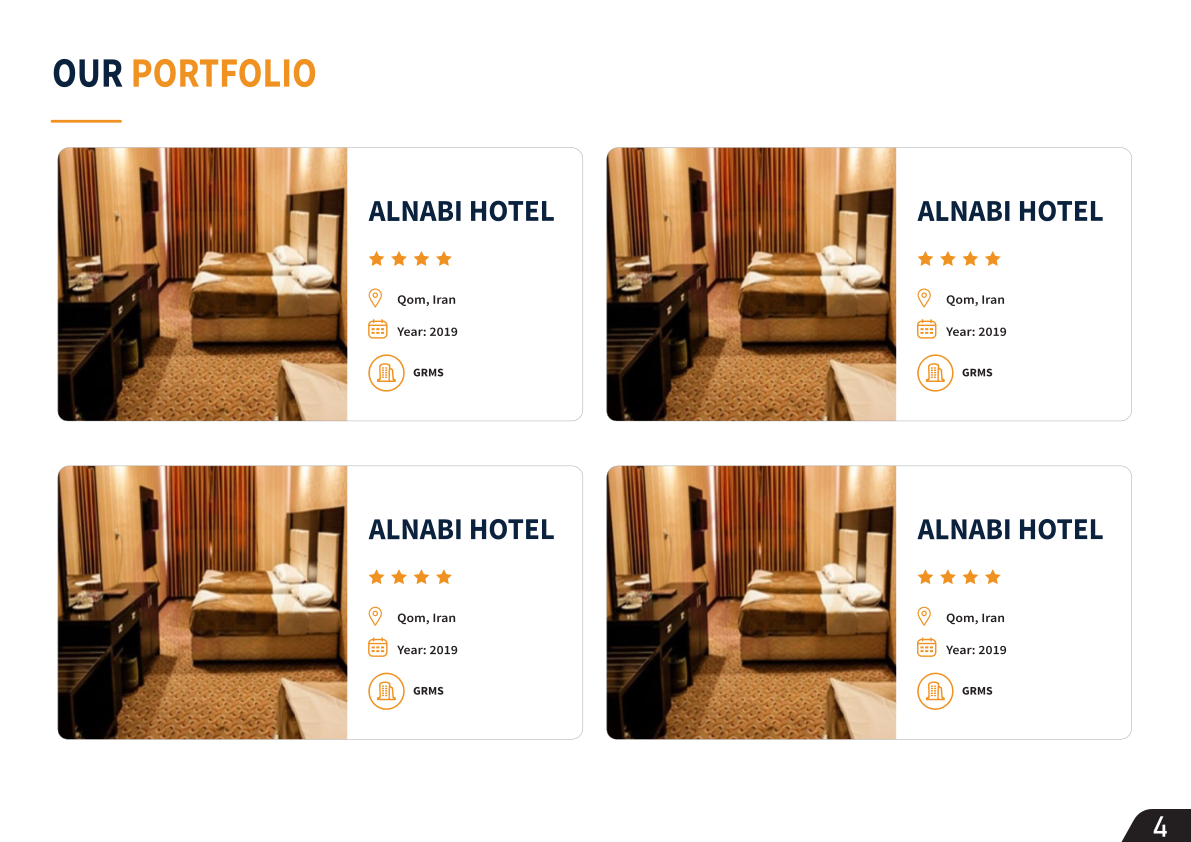 OUR PORTFOLIO
ALNABI HOTEL
Qom, Iran
Year: 2019
GRMS
ALNABI HOTEL
Qom, Iran
Year: 2019
GRMS
ALNABI HOTEL
Qom, Iran
Year: 2019
GRMS
ALNABI HOTEL
Qom, Iran
Year: 2019
GRMS
4